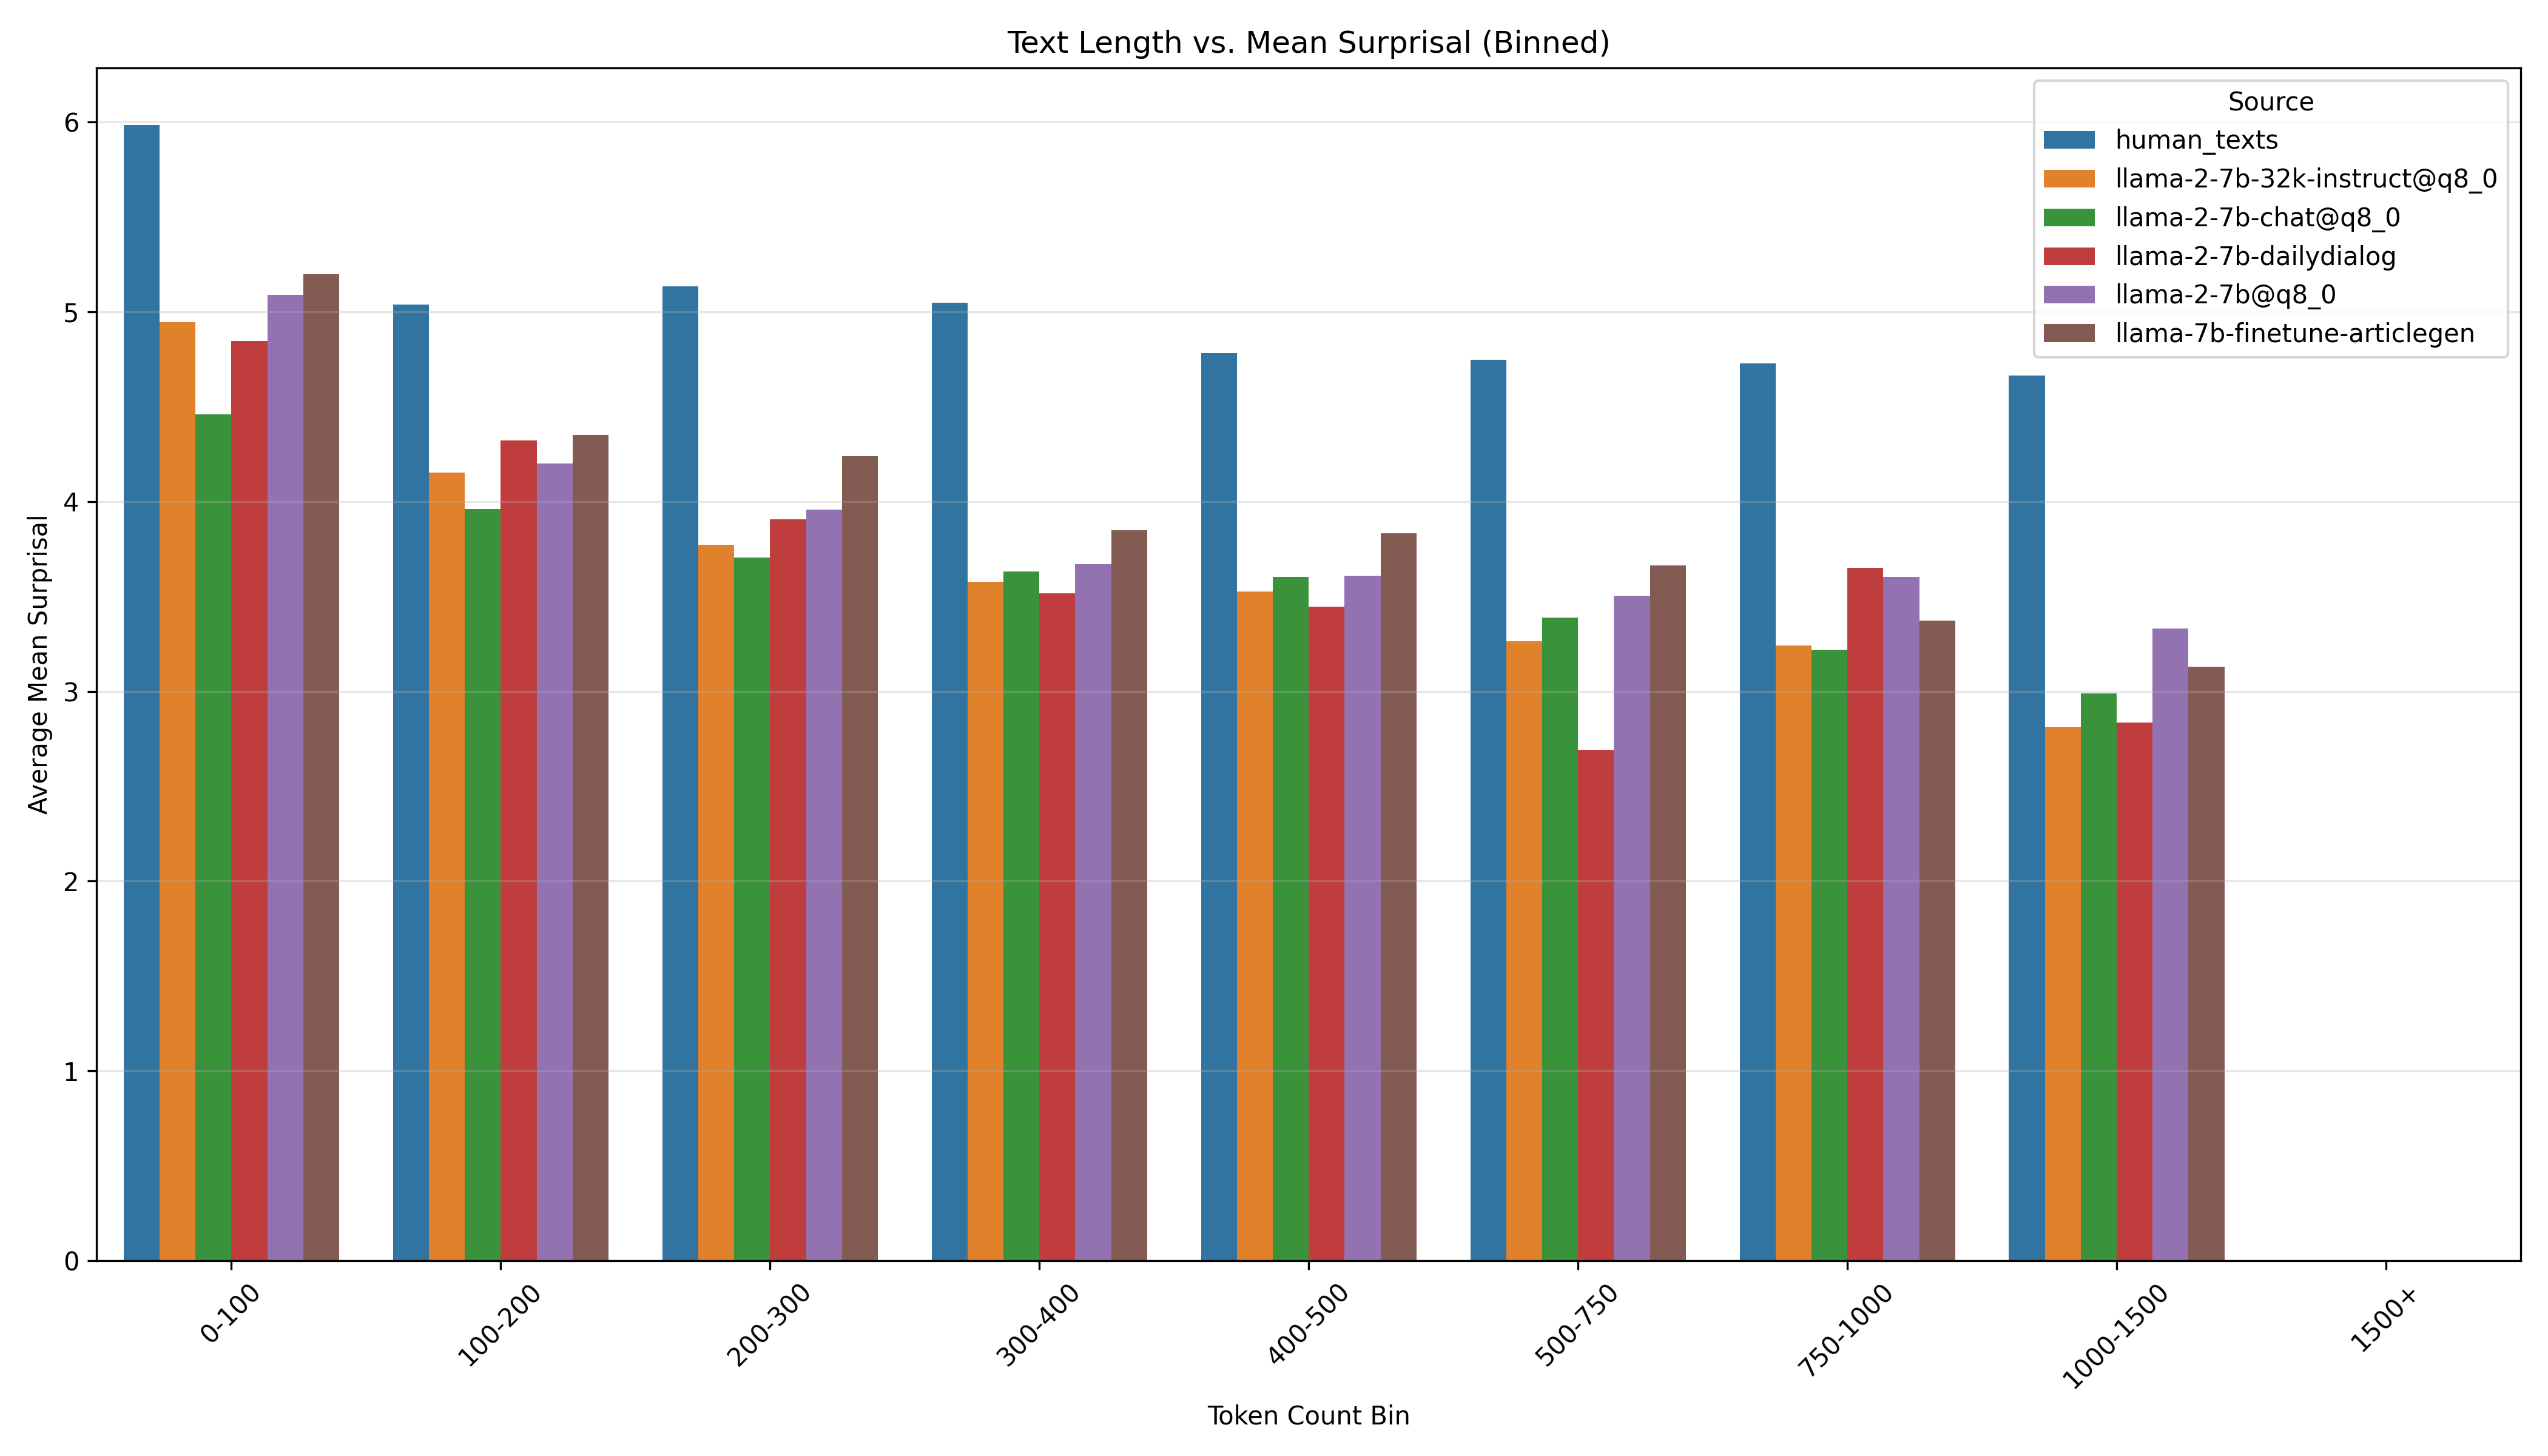 Text Length vs. Mean Surprisal (Binned)
Source
human_texts
llama-2-7b-32k-instruct@q8_0
llama-2-7b-chat@q8_0
llama-2-7b-dailydialog
llama-2-7b@q8_0
llama-7b-finetune-articlegen
Average Mean Surprisal
6
5
4
3
2
1
0
0-100
100-200
200-300
300-400
400-500
500-750
750-1000
1000-1500
1500+
Token Count Bin